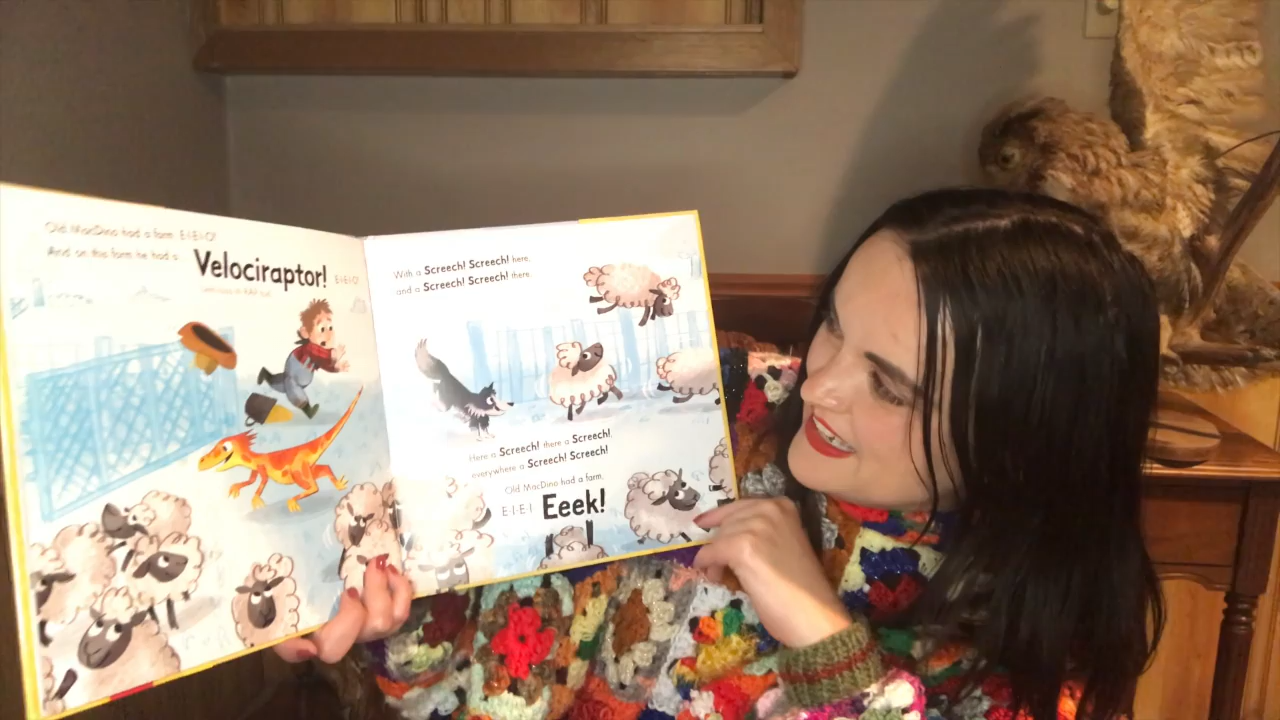 Old MacDino had a farm E-I-E-I-O!
And on this farm he had a
Velociraptor! E-I-E-I-O!
With a Screech! Screech! here,
and a Screech! Screech! there.
Here a Screech! there a Screech!,
everywhere a Screech! Screech!
Old MacDino had a farm,
E-I-E-I Eeek!